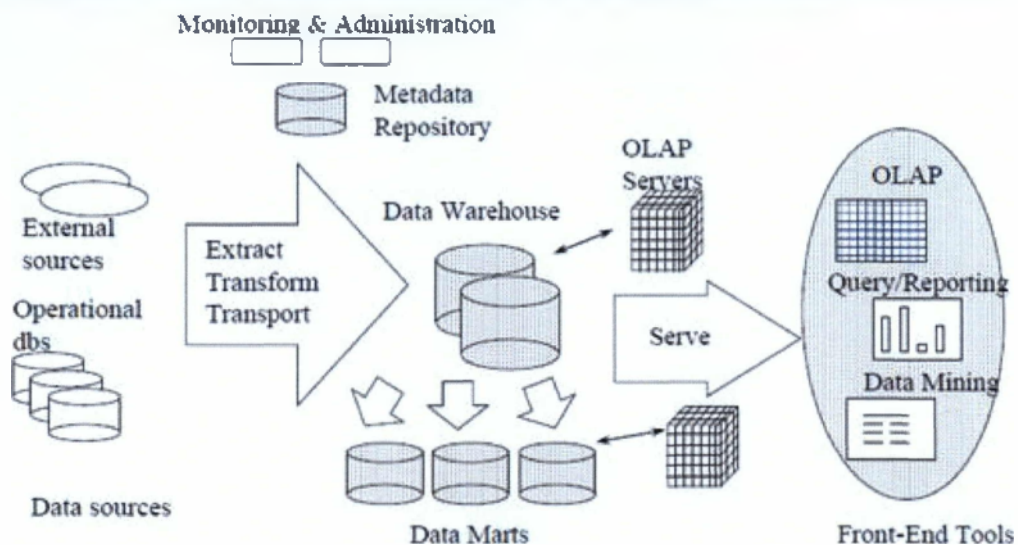 Monitoring & Administration
Metadata
Repository
OLAP
Servers
OLAP
Data Warehouse
External
sources
Extract
Transform
Transport
Query/Reporting
Operational
dbs
Serve
Data Mining
Data sources
Data Marts
Front-End Tools